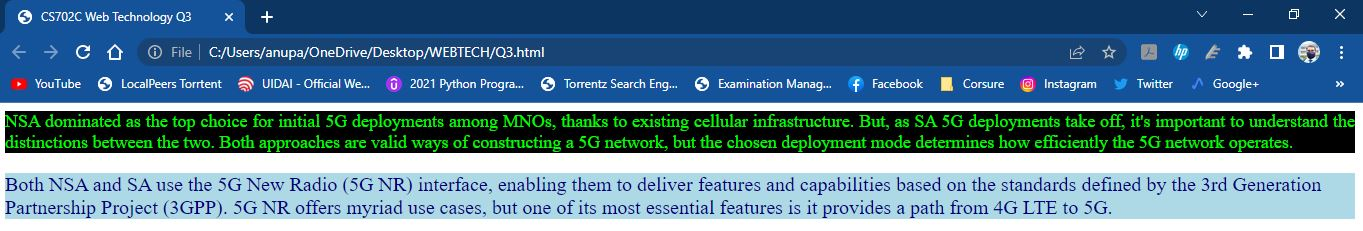 CS702C Web Technology Q3
File C:/Users/anupa/OneDrive/Desktop/WEBTECH/Q3.html
YouTube LocalPeers Torrtent UIDAI - Official We... 2021 Python Progra... Torrentz Search Eng... Examination Manag... Facebook Corsure Instagram Twitter Google+ »
NSA dominated as the top choice for initial 5G deployments among MNOs, thanks to existing cellular infrastructure. But, as SA 5G deployments take off, it's important to understand the
distinctions between the two. Both approaches are valid ways of constructing a 5G network, but the chosen deployment mode determines how efficiently the 5G network operates.
Both NSA and SA use the 5G New Radio (5G NR) interface, enabling them to deliver features and capabilities based on the standards defined by the 3rd Generation
Partnership Project (3GPP). 5G NR offers myriad use cases, but one of its most essential features is it provides a path from 4G LTE to 5G.